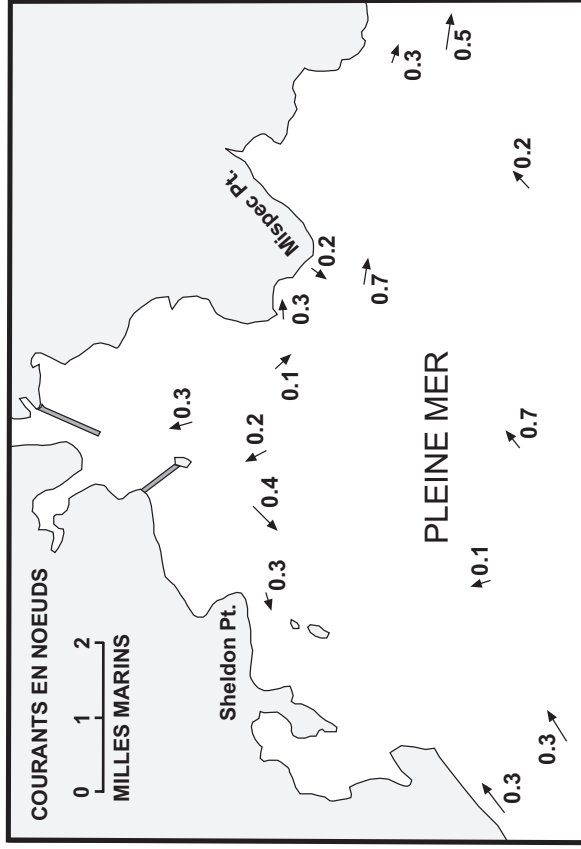 COURANTS EN NOEUDS
0 1 2
MILLES MARINS
0.3
Sheldon Pt.
Mispec Pt.
0.2
0.4
0.3
0.1
0.3
0.2
0.7
0.3
PLEINE MER
0.5
0.1
0.3
0.2
0.7
0.3